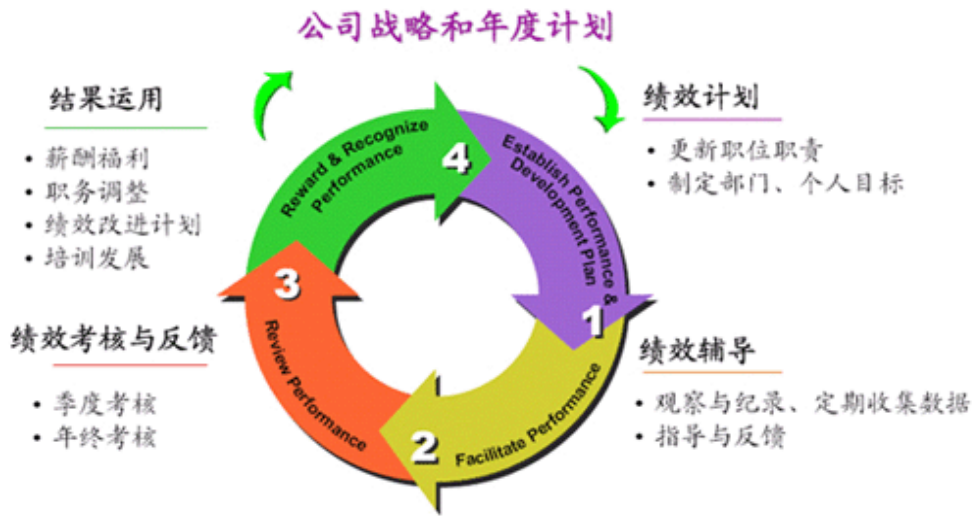 公司战略和年度计划
结果运用
• 薪酬福利
• 职务调整
• 绩效改进计划
• 培训发展
绩效计划
• 更新职位职责
• 制定部门、个人目标
Reward & Recognize
Performance
4
Establish Performance &
Development Plan
1
3
Review Performance
2
Facilitate Performance
绩效考核与反馈
• 季度考核
• 年终考核
绩效辅导
• 观察与纪录、定期收集数据
• 指导与反馈